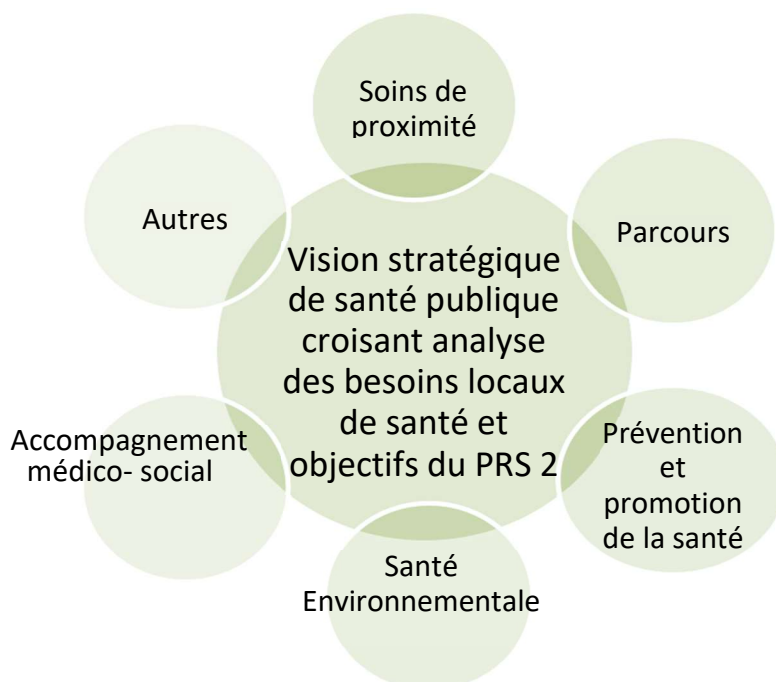 Soins de
proximité
Autres
Parcours
Vision stratégique
de santé publique
croisant analyse
des besoins locaux
de santé et
objectifs du PRS 2
Accompagnement
médico- social
Prévention
et
promotion
de la santé
Santé
Environnementale